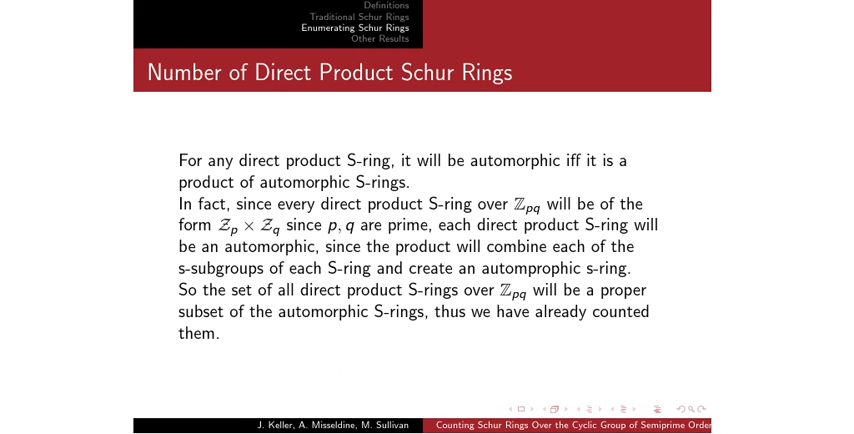 Definitions
Traditional Schur Rings
Enumerating Schur Rings
Other Results
Number of Direct Product Schur Rings
For any direct product S-ring, it will be automorphic iff it is a
product of automorphic S-rings.
In fact, since every direct product S-ring over ℤ_pq will be of the
form 𝒵_p × 𝒵_q since p, q are prime, each direct product S-ring will
be an automorphic, since the product will combine each of the
s-subgroups of each S-ring and create an automprophic s-ring.
So the set of all direct product S-rings over ℤ_pq will be a proper
subset of the automorphic S-rings, thus we have already counted
them.
J. Keller, A. Misseldine, M. Sullivan
Counting Schur Rings Over the Cyclic Group of Semiprime Order